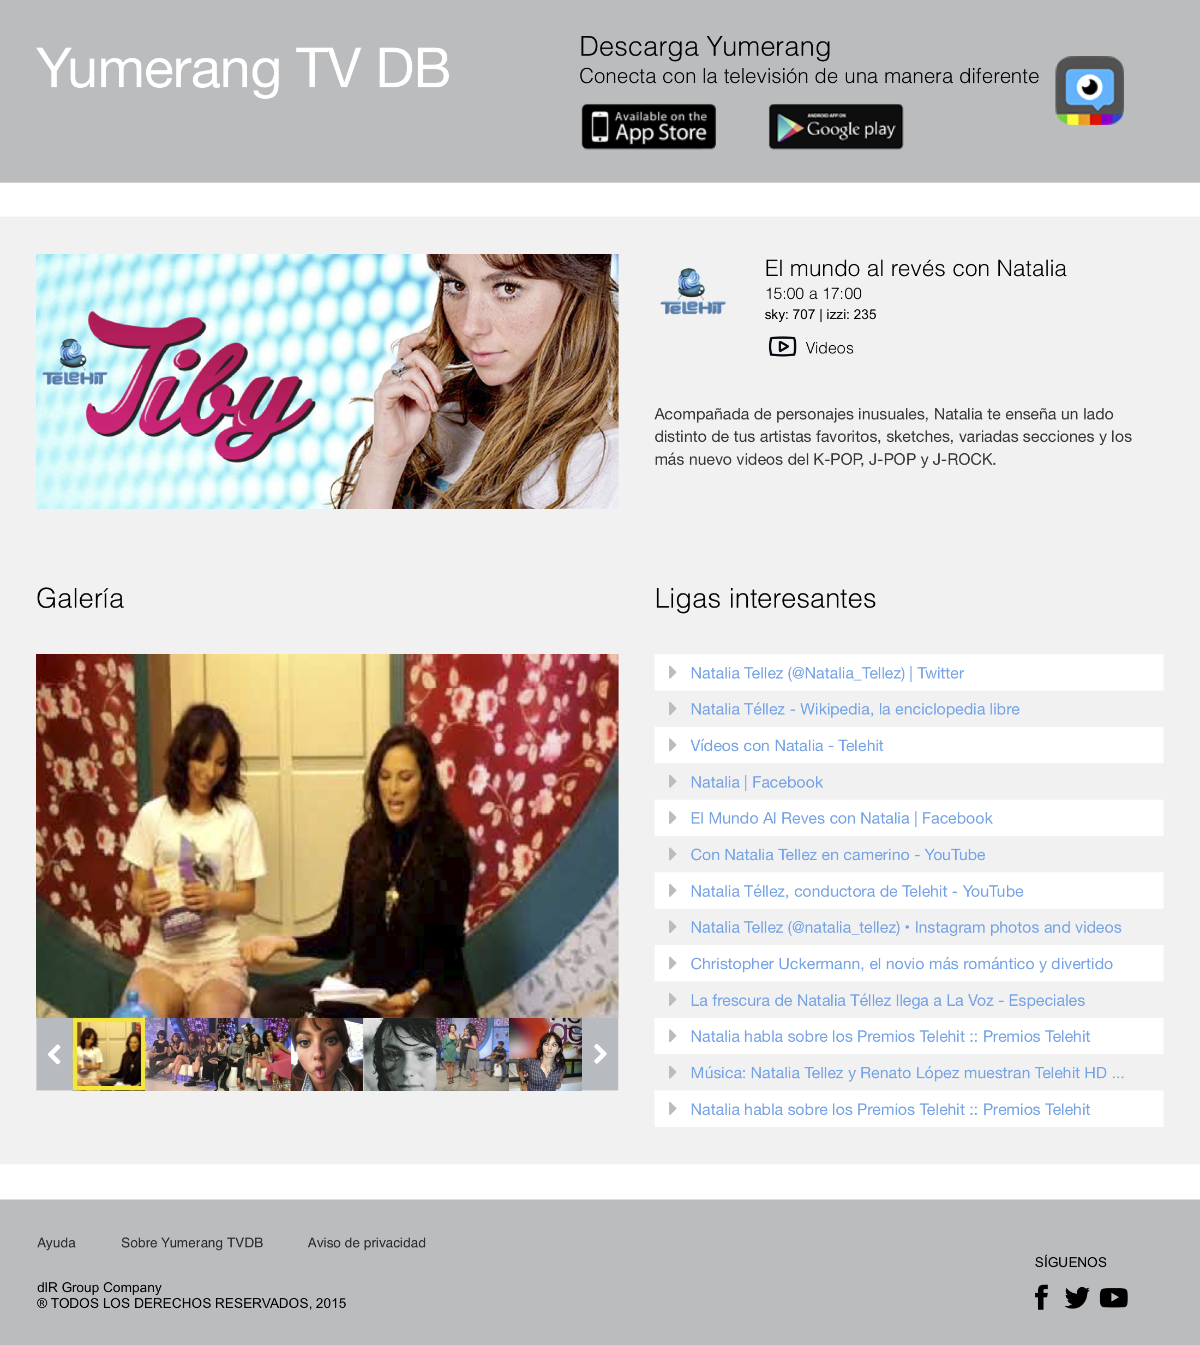 Yumerang TV DB
Descarga Yumerang
Conecta con la televisión de una manera diferente
Available on the
App Store
ANDROID APP ON
Google play
TELEHIT
Tiby
TELEHIT
El mundo al revés con Natalia
15:00 a 17:00
sky: 707 | izzi: 235
Videos
Acompañada de personajes inusuales, Natalia te enseña un lado
distinto de tus artistas favoritos, sketches, variadas secciones y los
más nuevo videos del K-POP, J-POP y J-ROCK.
Galería
Ligas interesantes
Natalia Tellez (@Natalia_Tellez) | Twitter
Natalia Téllez - Wikipedia, la enciclopedia libre
Vídeos con Natalia - Telehit
Natalia | Facebook
El Mundo Al Reves con Natalia | Facebook
Con Natalia Tellez en camerino - YouTube
Natalia Téllez, conductora de Telehit - YouTube
Natalia Tellez (@natalia_tellez) • Instagram photos and videos
Christopher Uckermann, el novio más romántico y divertido
La frescura de Natalia Téllez llega a La Voz - Especiales
Natalia habla sobre los Premios Telehit :: Premios Telehit
Música: Natalia Tellez y Renato López muestran Telehit HD ...
Natalia habla sobre los Premios Telehit :: Premios Telehit
Ayuda
Sobre Yumerang TVDB
Aviso de privacidad
dIR Group Company
® TODOS LOS DERECHOS RESERVADOS, 2015
SÍGUENOS